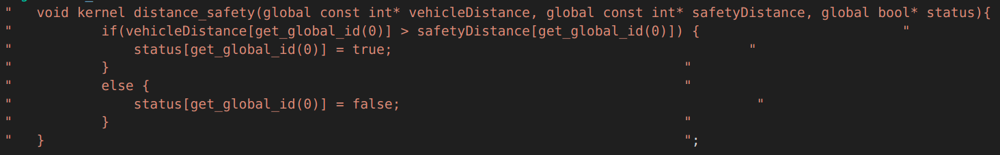 "   void kernel distance_safety(global const int* vehicleDistance, global const int* safetyDistance, global bool* status){
"           if(vehicleDistance[get_global_id(0)] > safetyDistance[get_global_id(0)]) {                         "
"               status[get_global_id(0)] = true;                                            "
"           }                                                                       "
"           else {                                                                  "
"               status[get_global_id(0)] = false;                                            "
"           }                                                                       "
"   }                                                                               ";